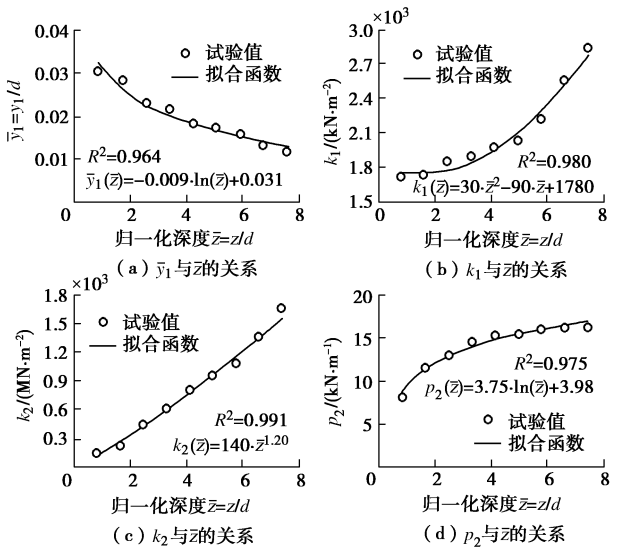 0.04
0.03
0.02
0.01
0
2
4
6
8
ȳ₁=y₁/d
试验值
拟合函数
R²=0.964
ȳ₁(z̄)=−0.009·ln(z̄)+0.031
归一化深度z̄=z/d
(a) ȳ₁与z̄的关系
3.0 ×10³
2.7
2.4
2.1
1.8
1.5
0
2
4
6
8
k₁/(kN·m⁻²)
试验值
拟合函数
R²=0.980
k₁(z̄)=30·z̄²−90·z̄+1780
归一化深度z̄=z/d
(b) k₁与z̄的关系
×10³
1.8
1.5
1.2
0.9
0.6
0.3
0
2
4
6
8
k₂/(MN·m⁻²)
试验值
拟合函数
R²=0.991
k₂(z̄)=140·z̄¹·²⁰
归一化深度z̄=z/d
(c) k₂与z̄的关系
20
15
10
5
0
2
4
6
8
p₂/(kN·m⁻¹)
R²=0.975
p₂(z̄)=3.75·ln(z̄)+3.98
试验值
拟合函数
归一化深度z̄=z/d
(d) p₂与z̄的关系